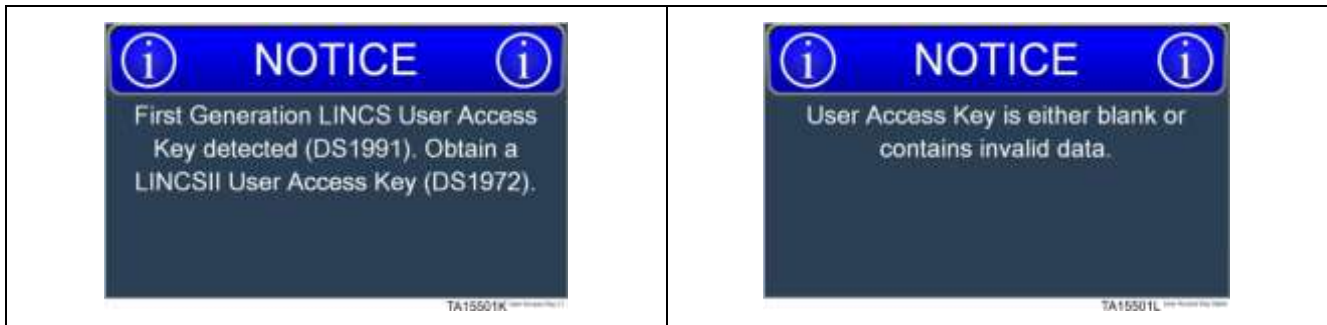 NOTICE
First Generation LINCS User Access
Key detected (DS1991). Obtain a
LINCSII User Access Key (DS1972).
TA15501K
NOTICE
User Access Key is either blank or
contains invalid data.
TA15501L